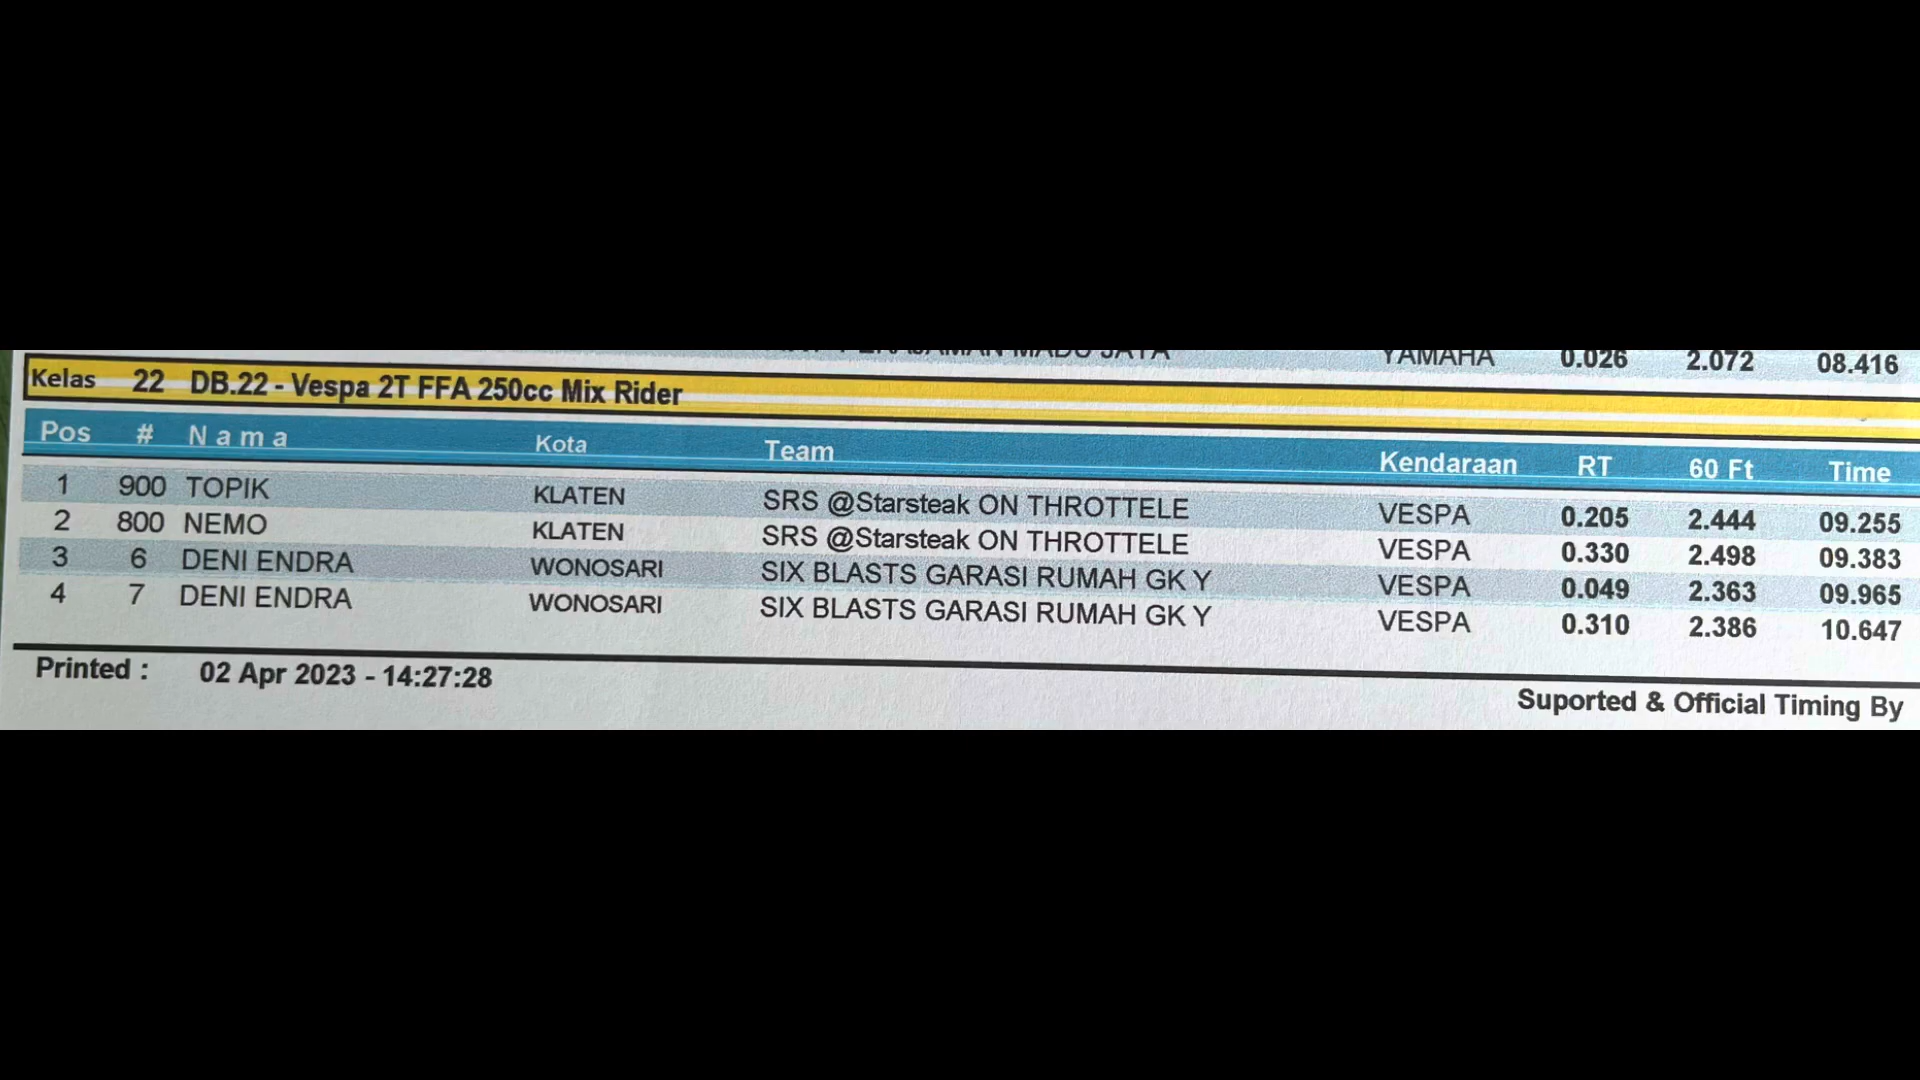 MADU JAYA YAMAHA 0.026 2.072 08.416
Kelas 22 DB.22 - Vespa 2T FFA 250cc Mix Rider
Pos # Nama Kota Team Kendaraan RT 60 Ft Time
1 900 TOPIK KLATEN SRS @Starsteak ON THROTTELE VESPA 0.205 2.444 09.255
2 800 NEMO KLATEN SRS @Starsteak ON THROTTELE VESPA 0.330 2.498 09.383
3 6 DENI ENDRA WONOSARI SIX BLASTS GARASI RUMAH GK Y VESPA 0.049 2.363 09.965
4 7 DENI ENDRA WONOSARI SIX BLASTS GARASI RUMAH GK Y VESPA 0.310 2.386 10.647
Printed : 02 Apr 2023 - 14:27:28
Suported & Official Timing By